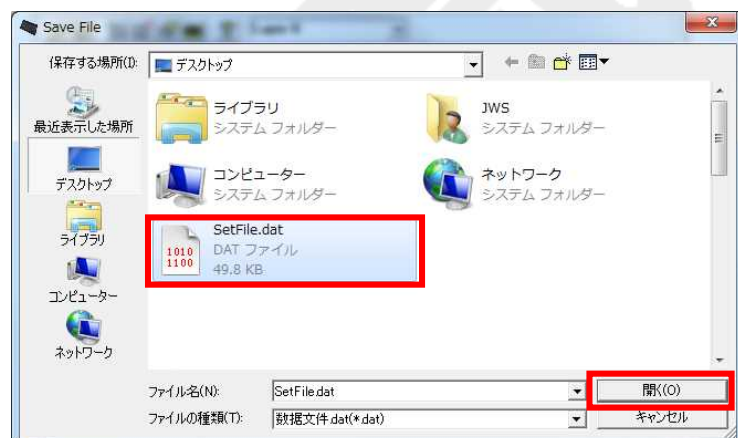 Save File
保存する場所(I):
デスクトップ
最近表示した場所
デスクトップ
ライブラリ
コンピューター
ネットワーク
ライブラリ
システム フォルダー
JWS
システム フォルダー
コンピューター
システム フォルダー
ネットワーク
システム フォルダー
1010
1100
SetFile.dat
DAT ファイル
49.8 KB
ファイル名(N):
SetFile.dat
開く(O)
ファイルの種類(T):
数据文件.dat(*.dat)
キャンセル